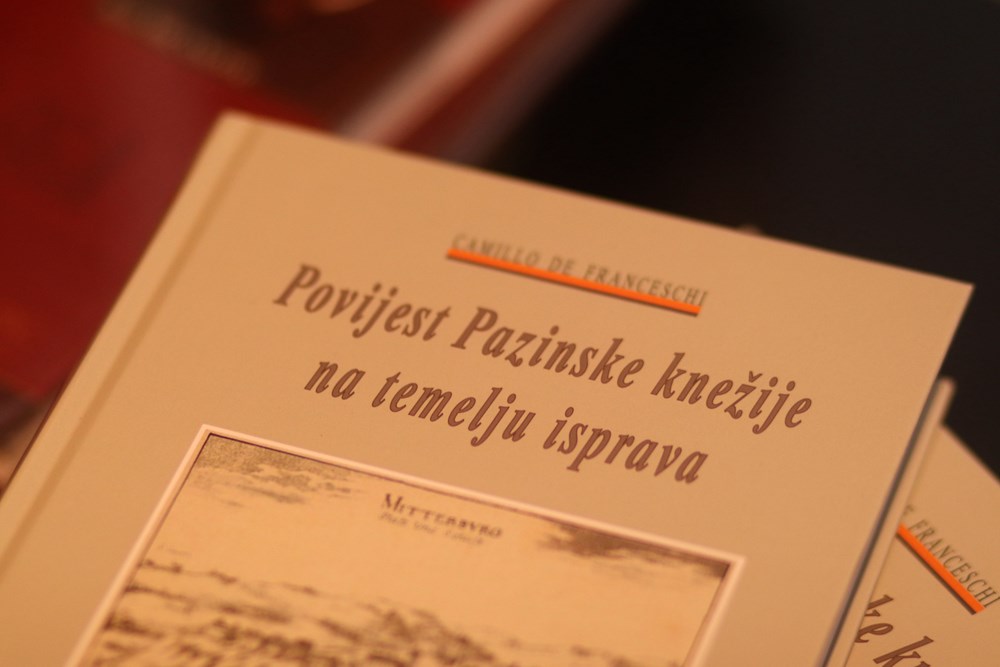 CAMILLO DE FRANCESCHI
Povijest Pazinske knežije
na temelju isprava
MITTERBVRG
FRANCESCHI